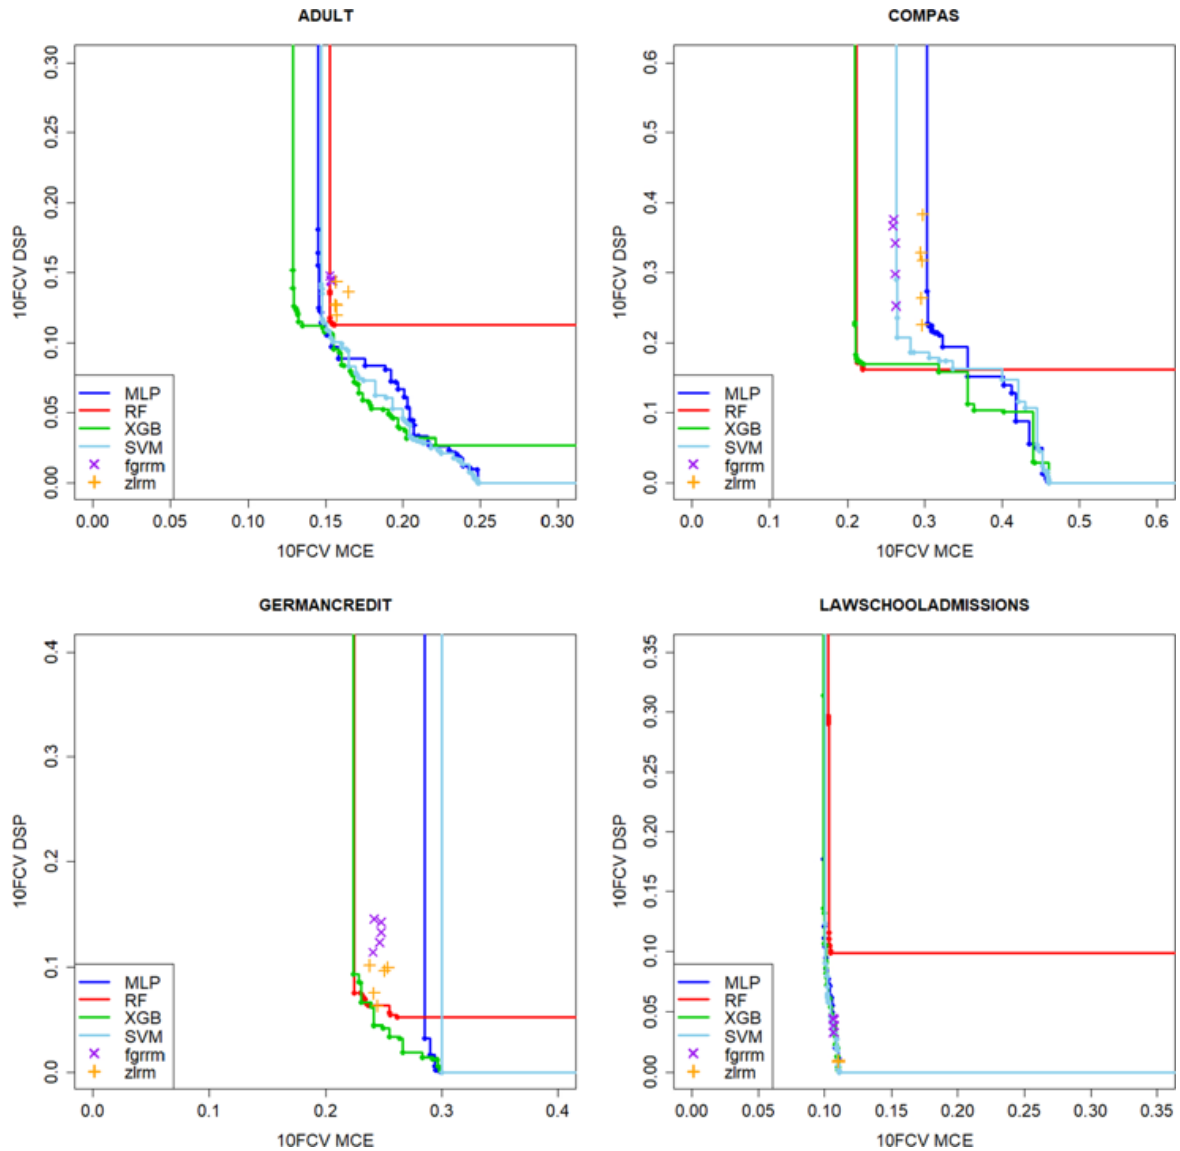 ADULT
10FCV DSP
0.00 0.05 0.10 0.15 0.20 0.25 0.30
MLP
RF
XGB
SVM
fgrrm
zlrm
0.00 0.05 0.10 0.15 0.20 0.25 0.30
10FCV MCE
COMPAS
10FCV DSP
0.0 0.1 0.2 0.3 0.4 0.5 0.6
MLP
RF
XGB
SVM
fgrrm
zlrm
0.0 0.1 0.2 0.3 0.4 0.5 0.6
10FCV MCE
GERMANCREDIT
10FCV DSP
0.0 0.1 0.2 0.3 0.4
MLP
RF
XGB
SVM
fgrrm
zlrm
0.0 0.1 0.2 0.3 0.4
10FCV MCE
LAWSCHOOLADMISSIONS
10FCV DSP
0.00 0.05 0.10 0.15 0.20 0.25 0.30 0.35
MLP
RF
XGB
SVM
fgrrm
zlrm
0.00 0.05 0.10 0.15 0.20 0.25 0.30 0.35
10FCV MCE